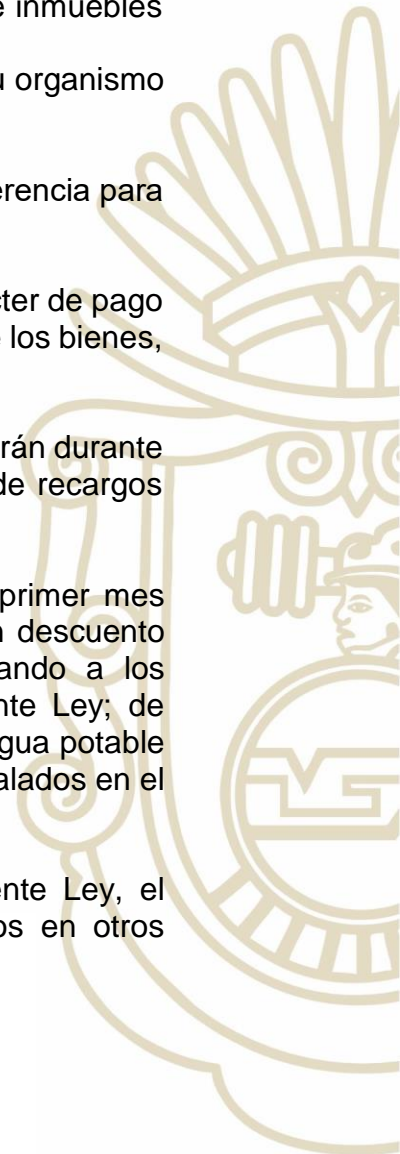 inmuebles
organismo
erencia para
cter de pago
los bienes,
rán durante
de recargos
primer mes
descuento
ando a los
nte Ley; de
gua potable
alados en el
ente Ley, el
os en otros